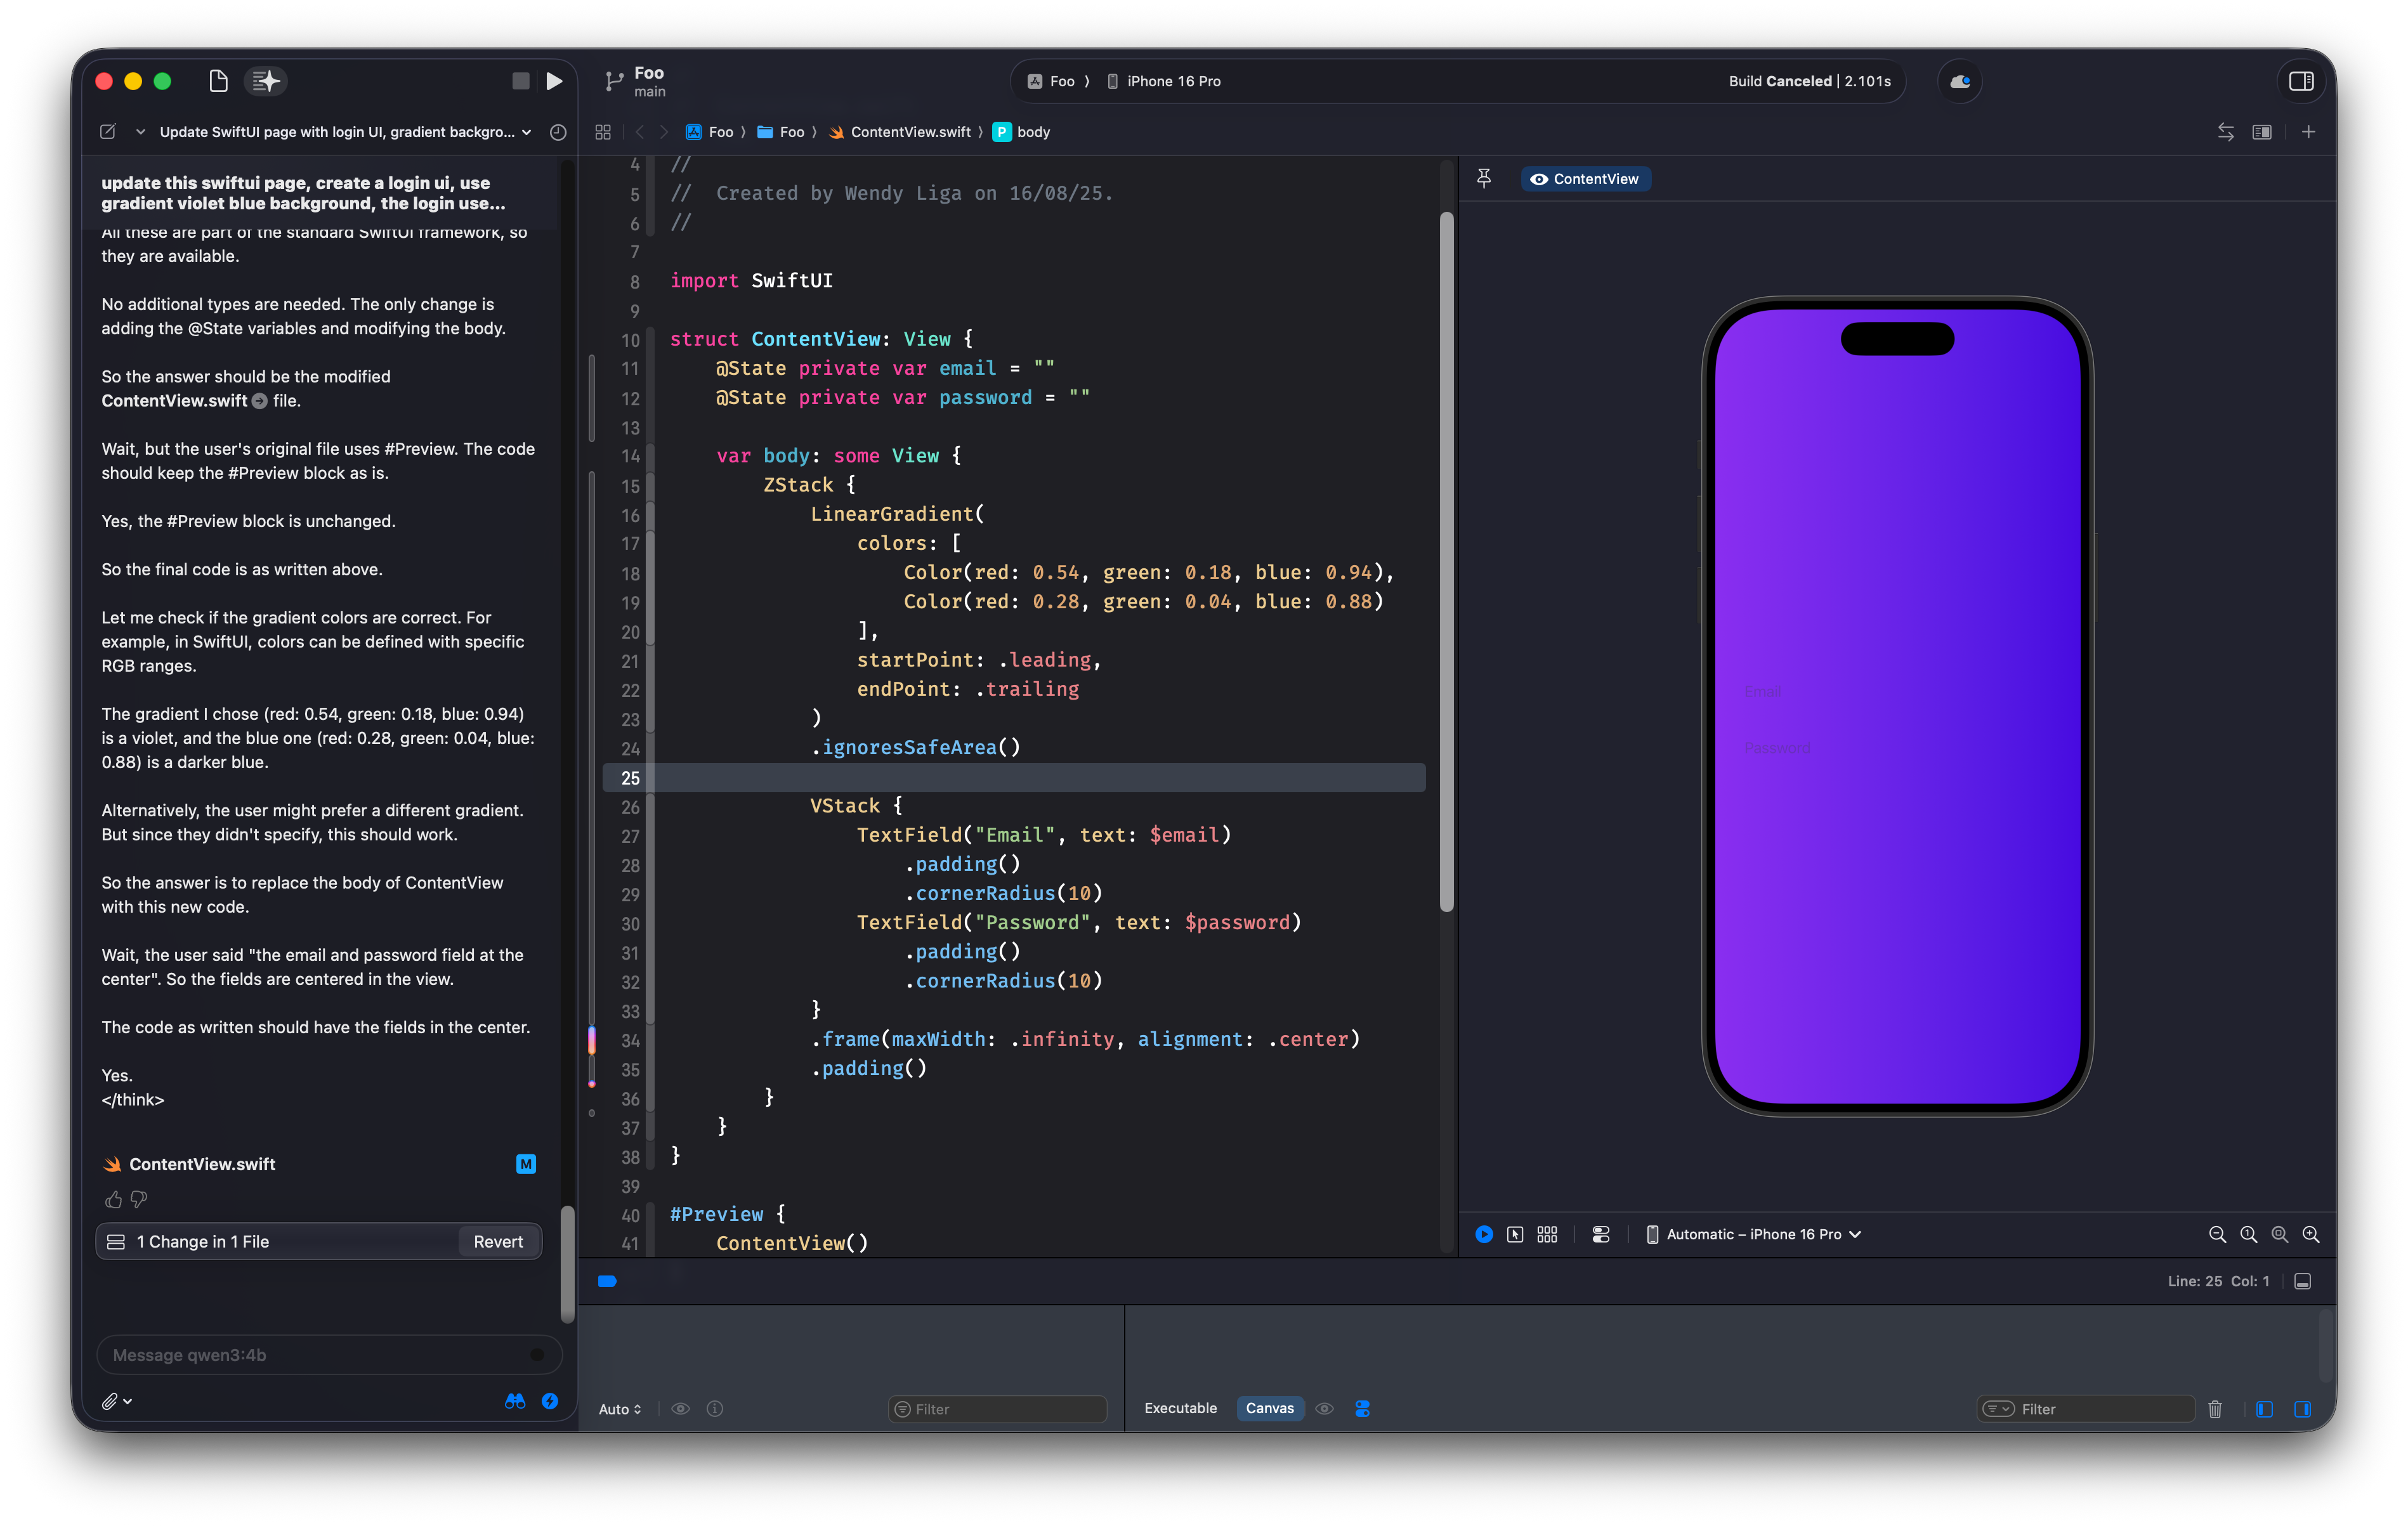 Foo
main
Foo
iPhone 16 Pro
Build Canceled | 2.101s
Update SwiftUI page with login UI, gradient backgro...
Foo
Foo
ContentView.swift
P
body
update this swiftui page, create a login ui, use
gradient violet blue background, the login use...
All these are part of the standard SwiftUI framework, so
they are available.
No additional types are needed. The only change is
adding the @State variables and modifying the body.
So the answer should be the modified
ContentView.swift file.
Wait, but the user's original file uses #Preview. The code
should keep the #Preview block as is.
Yes, the #Preview block is unchanged.
So the final code is as written above.
Let me check if the gradient colors are correct. For
example, in SwiftUI, colors can be defined with specific
RGB ranges.
The gradient I chose (red: 0.54, green: 0.18, blue: 0.94)
is a violet, and the blue one (red: 0.28, green: 0.04, blue:
0.88) is a darker blue.
Alternatively, the user might prefer a different gradient.
But since they didn't specify, this should work.
So the answer is to replace the body of ContentView
with this new code.
Wait, the user said "the email and password field at the
center". So the fields are centered in the view.
The code as written should have the fields in the center.
Yes.
</think>
ContentView.swift
M
1 Change in 1 File
Revert
Message qwen3:4b
4 //
5 //  Created by Wendy Liga on 16/08/25.
6 //
7
8 import SwiftUI
9
10 struct ContentView: View {
11     @State private var email = ""
12     @State private var password = ""
13
14     var body: some View {
15         ZStack {
16             LinearGradient(
17                 colors: [
18                     Color(red: 0.54, green: 0.18, blue: 0.94),
19                     Color(red: 0.28, green: 0.04, blue: 0.88)
20                 ],
21                 startPoint: .leading,
22                 endPoint: .trailing
23             )
24             .ignoresSafeArea()
25
26             VStack {
27                 TextField("Email", text: $email)
28                     .padding()
29                     .cornerRadius(10)
30                 TextField("Password", text: $password)
31                     .padding()
32                     .cornerRadius(10)
33             }
34             .frame(maxWidth: .infinity, alignment: .center)
35             .padding()
36         }
37     }
38 }
39
40 #Preview {
41     ContentView()
ContentView
Email
Password
Automatic – iPhone 16 Pro
Line: 25 Col: 1
Auto
Filter
Executable
Canvas
Filter